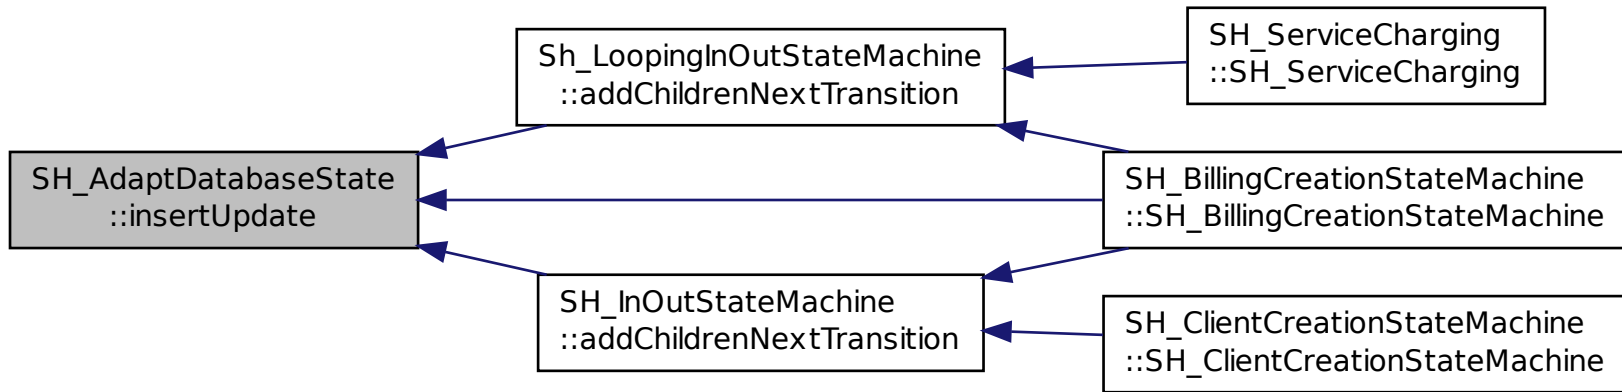 SH_AdaptDatabaseState
::insertUpdate
Sh_LoopingInOutStateMachine
::addChildrenNextTransition
SH_InOutStateMachine
::addChildrenNextTransition
SH_ServiceCharging
::SH_ServiceCharging
SH_BillingCreationStateMachine
::SH_BillingCreationStateMachine
SH_ClientCreationStateMachine
::SH_ClientCreationStateMachine